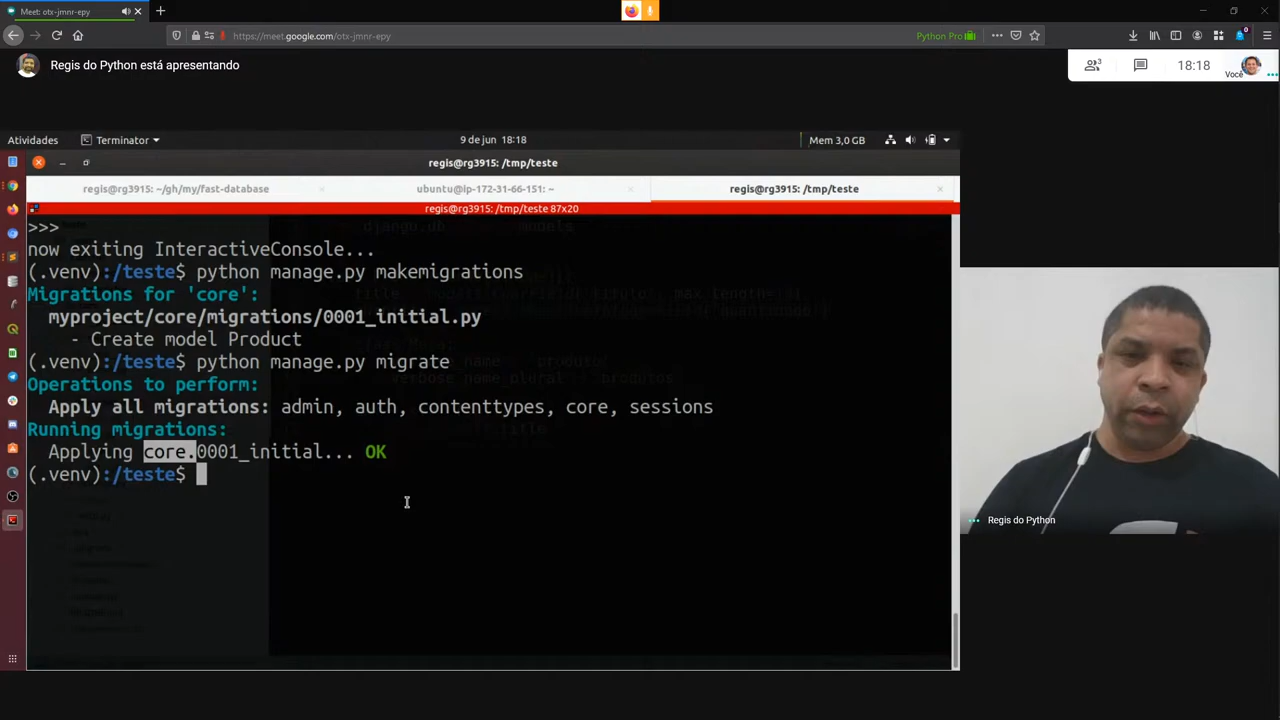 Meet: otx-jmnr-epy
https://meet.google.com/otx-jmnr-epy
Python Pro
Regis do Python está apresentando
3
18:18
Você
Atividades
Terminator
9 de jun 18:18
Mem 3,0 GB
regis@rg3915: /tmp/teste
regis@rg3915: ~/gh/my/fast-database
ubuntu@ip-172-31-66-151: ~
regis@rg3915: /tmp/teste
regis@rg3915: /tmp/teste 87x20
>>>
now exiting InteractiveConsole...
(.venv):/teste$ python manage.py makemigrations
Migrations for 'core':
myproject/core/migrations/0001_initial.py
- Create model Product
(.venv):/teste$ python manage.py migrate
Operations to perform:
Apply all migrations: admin, auth, contenttypes, core, sessions
Running migrations:
Applying core.0001_initial... OK
(.venv):/teste$
Regis do Python